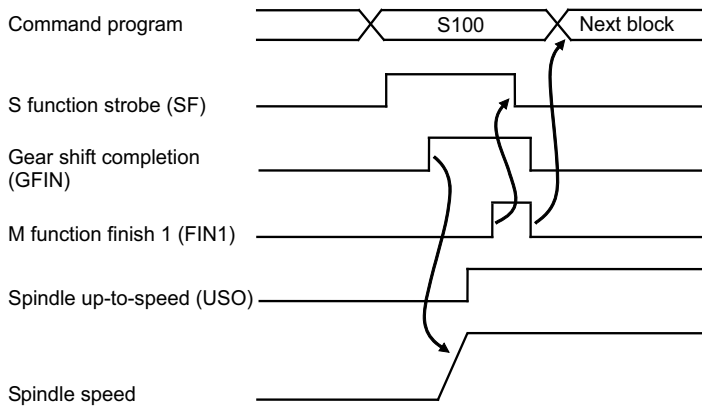 Command program
S100
Next block
S function strobe (SF)
Gear shift completion
(GFIN)
M function finish 1 (FIN1)
Spindle up-to-speed (USO)
Spindle speed